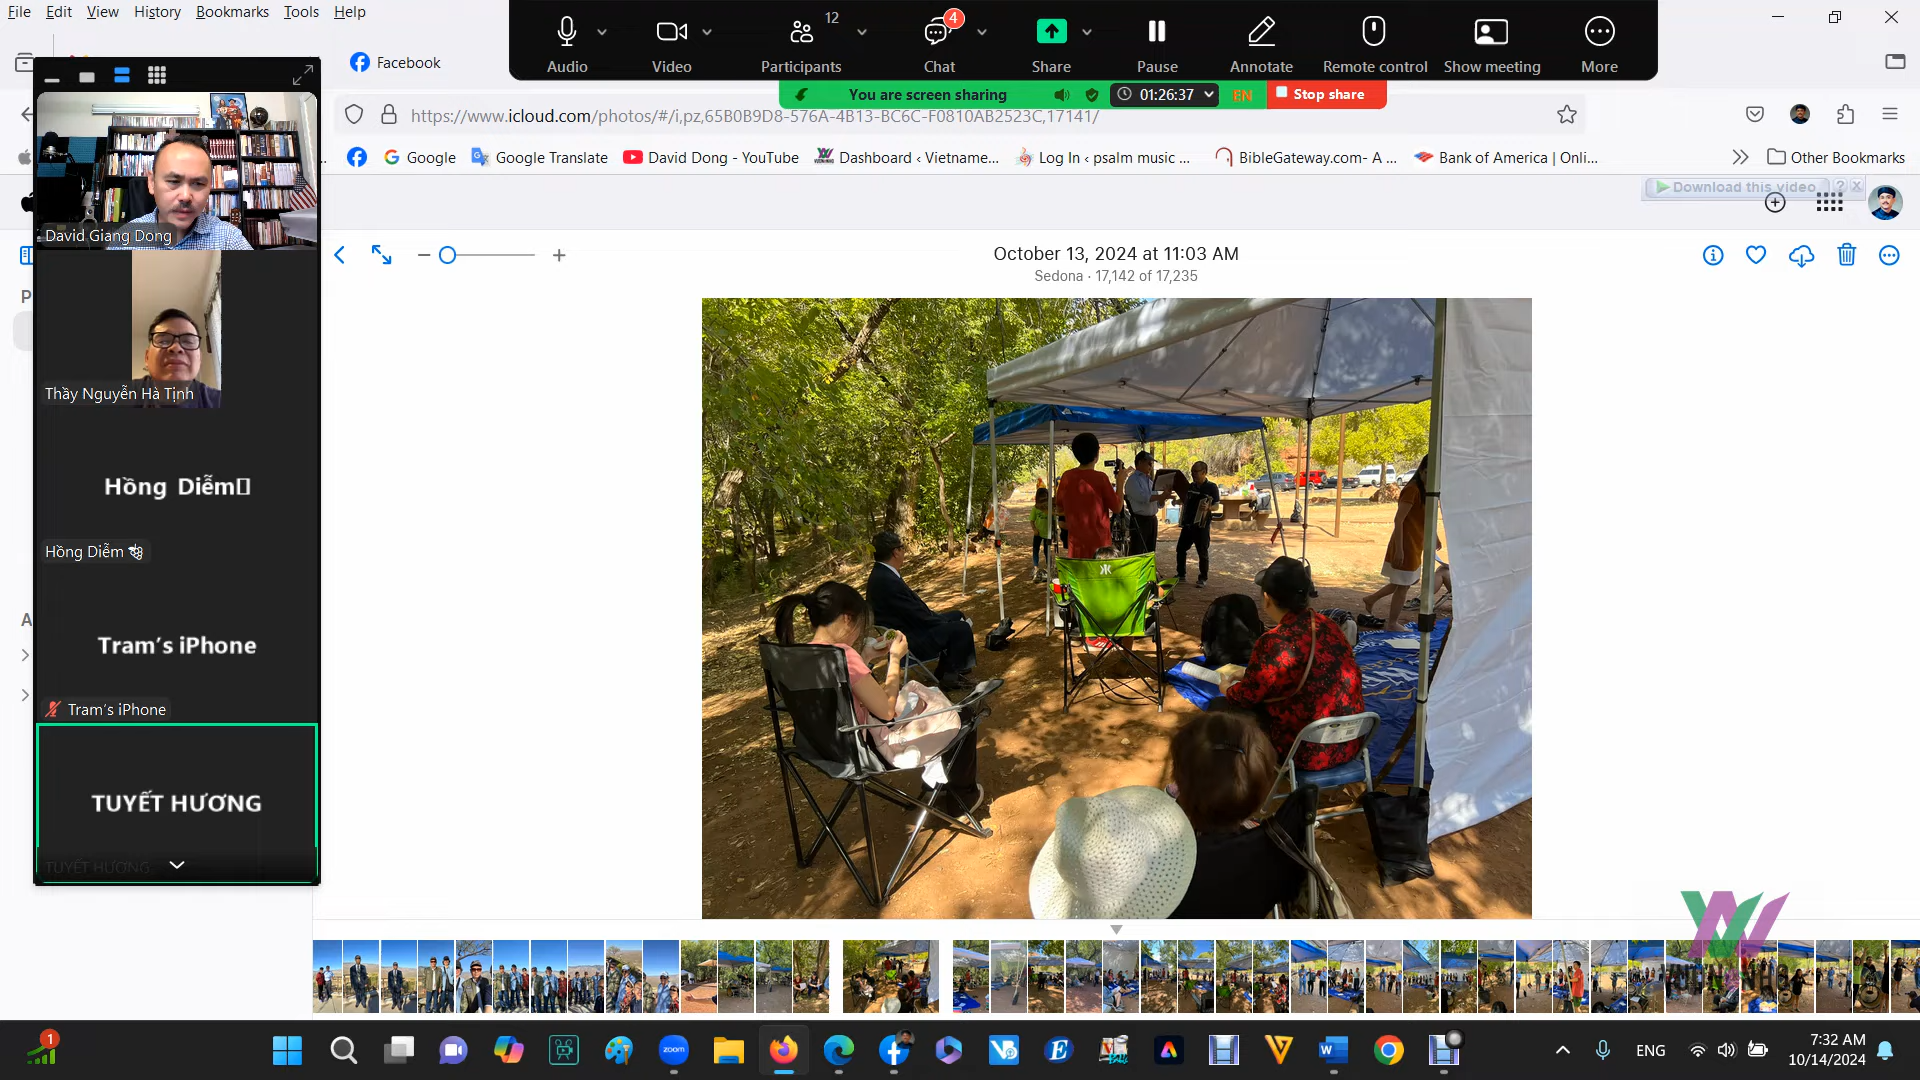 File Edit View History Bookmarks Tools Help
12
4
Audio Video Participants Chat Share Pause Annotate Remote control Show meeting More
Facebook
You are screen sharing 01:26:37 EN Stop share
https://www.icloud.com/photos/#/i,pz,65B0B9D8-576A-4B13-BC6C-F0810AB2523C,17141/
Google Google Translate David Dong - YouTube Dashboard ‹ Vietname... Log In ‹ psalm music ... BibleGateway.com- A ... Bank of America | Onli... Other Bookmarks
Download this video ? X
David Giang Dong
October 13, 2024 at 11:03 AM
Sedona · 17,142 of 17,235
P
Thầy Nguyễn Hà Tịnh
Hồng Diễm
Hồng Diễm
A
Tram's iPhone
Tram's iPhone
TUYẾT HƯƠNG
TUYẾT HƯƠNG
1
zoom
ENG
7:32 AM
10/14/2024